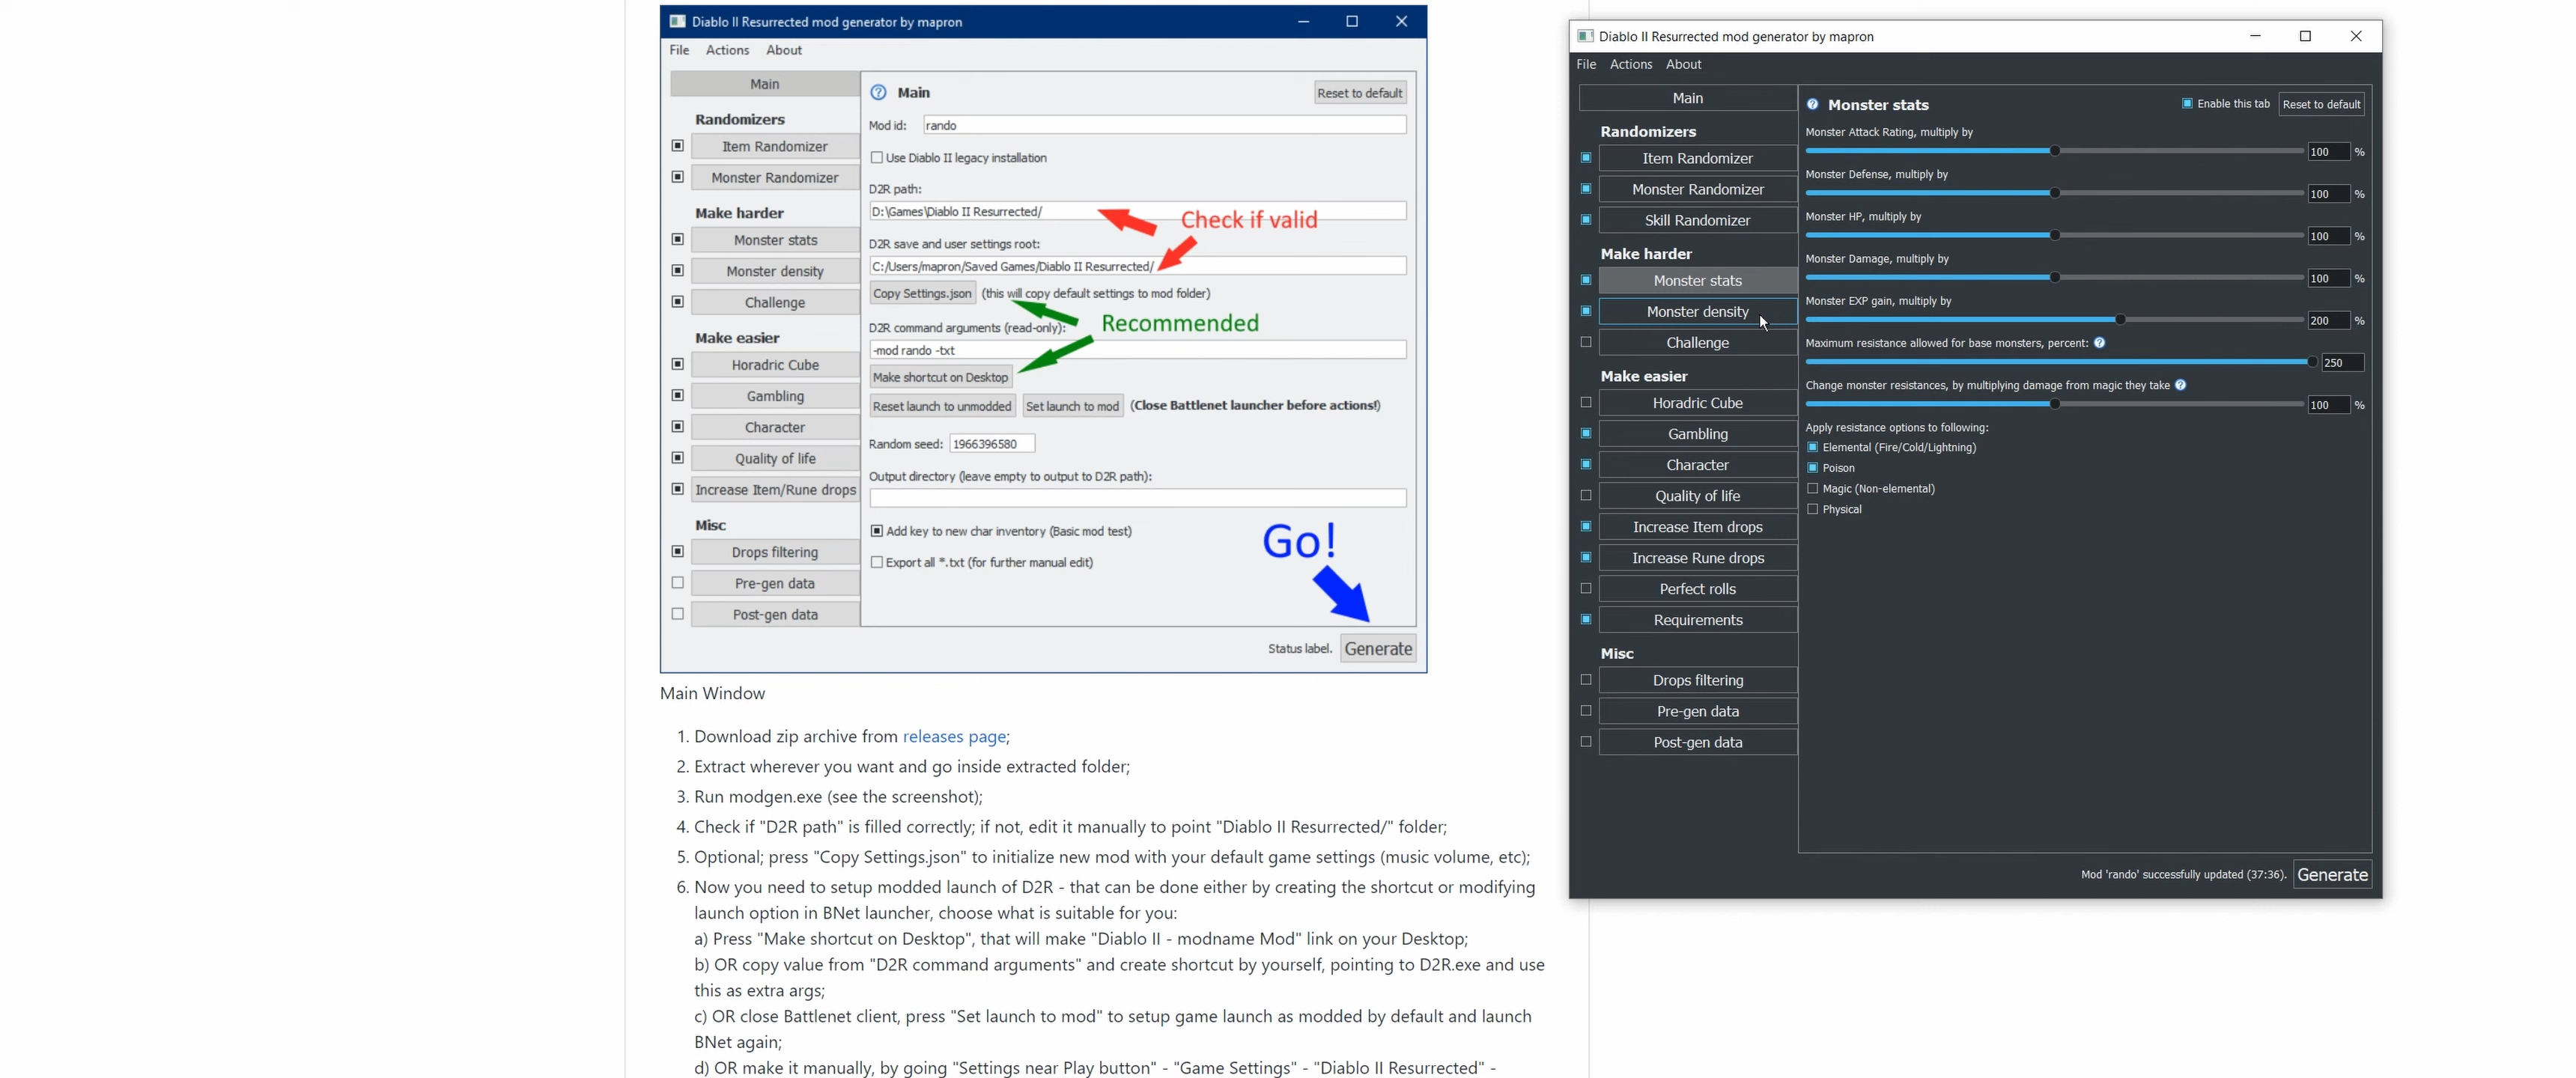 Diablo II Resurrected mod generator by mapron
File Actions About
Main
Randomizers
Item Randomizer
Monster Randomizer
Make harder
Monster stats
Monster density
Challenge
Make easier
Horadric Cube
Gambling
Character
Quality of life
Increase Item/Rune drops
Misc
Drops filtering
Pre-gen data
Post-gen data
Main
Reset to default
Mod id: rando
Use Diablo II legacy installation
D2R path:
D:\Games\Diablo II Resurrected/
Check if valid
D2R save and user settings root:
C:/Users/mapron/Saved Games/Diablo II Resurrected/
Copy Settings.json (this will copy default settings to mod folder)
Recommended
D2R command arguments (read-only):
-mod rando -txt
Make shortcut on Desktop
Reset launch to unmodded Set launch to mod (Close Battlenet launcher before actions!)
Random seed: 1966396580
Output directory (leave empty to output to D2R path):
Add key to new char inventory (Basic mod test)
Export all *.txt (for further manual edit)
Go!
Status label. Generate
Main Window
1. Download zip archive from releases page;
2. Extract wherever you want and go inside extracted folder;
3. Run modgen.exe (see the screenshot);
4. Check if "D2R path" is filled correctly; if not, edit it manually to point "Diablo II Resurrected/" folder;
5. Optional; press "Copy Settings.json" to initialize new mod with your default game settings (music volume, etc);
6. Now you need to setup modded launch of D2R - that can be done either by creating the shortcut or modifying
launch option in BNet launcher, choose what is suitable for you:
a) Press "Make shortcut on Desktop", that will make "Diablo II - modname Mod" link on your Desktop;
b) OR copy value from "D2R command arguments" and create shortcut by yourself, pointing to D2R.exe and use
this as extra args;
c) OR close Battlenet client, press "Set launch to mod" to setup game launch as modded by default and launch
BNet again;
d) OR make it manually, by going "Settings near Play button" - "Game Settings" - "Diablo II Resurrected" -
Diablo II Resurrected mod generator by mapron
File Actions About
Main
Randomizers
Item Randomizer
Monster Randomizer
Skill Randomizer
Make harder
Monster stats
Monster density
Challenge
Make easier
Horadric Cube
Gambling
Character
Quality of life
Increase Item drops
Increase Rune drops
Perfect rolls
Requirements
Misc
Drops filtering
Pre-gen data
Post-gen data
Monster stats
Enable this tab Reset to default
Monster Attack Rating, multiply by
100 %
Monster Defense, multiply by
100 %
Monster HP, multiply by
100 %
Monster Damage, multiply by
100 %
Monster EXP gain, multiply by
200 %
Maximum resistance allowed for base monsters, percent:
250
Change monster resistances, by multiplying damage from magic they take
100 %
Apply resistance options to following:
Elemental (Fire/Cold/Lightning)
Poison
Magic (Non-elemental)
Physical
Mod 'rando' successfully updated (37:36). Generate